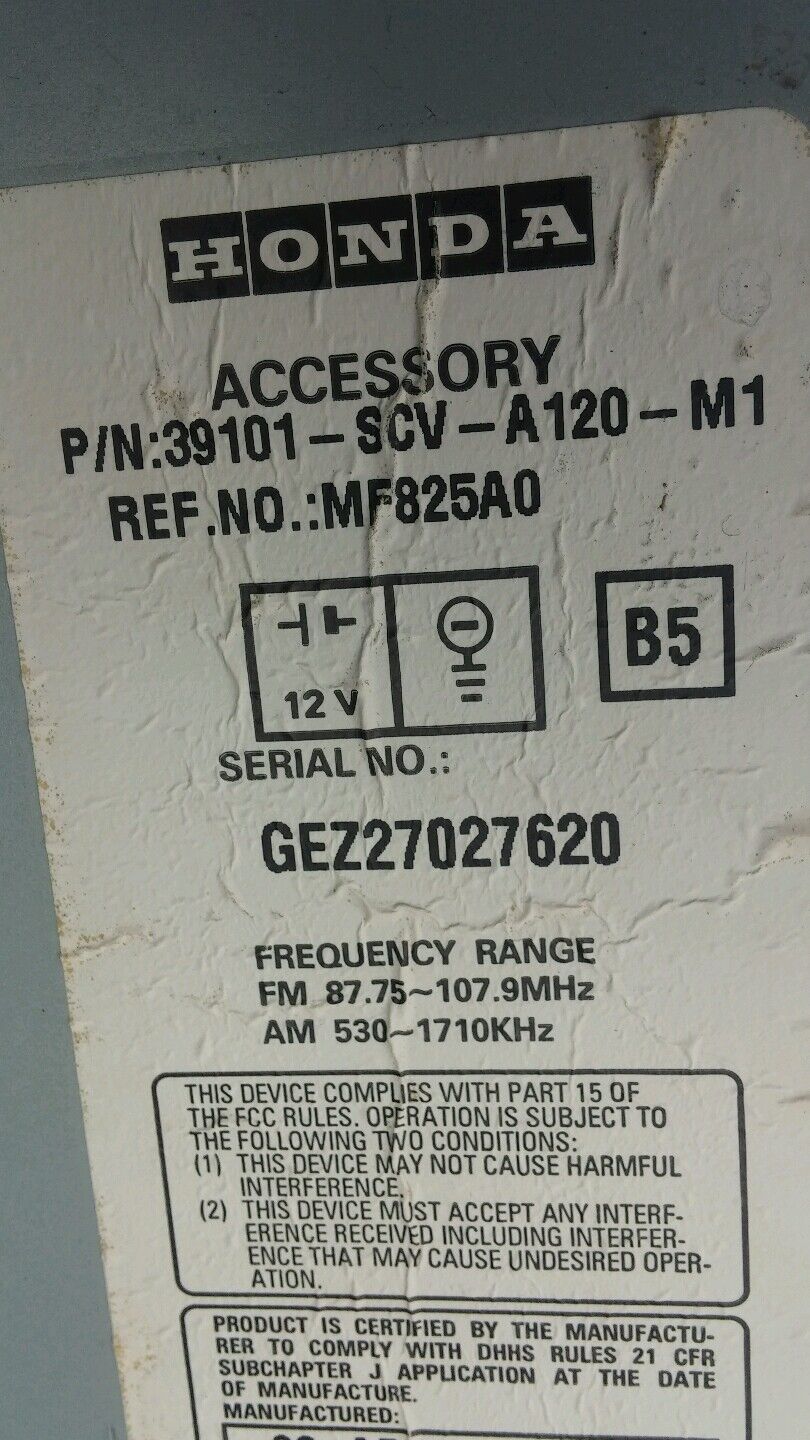 HONDA
ACCESSORY
P/N:39101-SCV-A120-M1
REF.NO.:MF825A0
12V
B5
SERIAL NO.:
GEZ27027620
FREQUENCY RANGE
FM 87.75~107.9MHz
AM 530~1710KHz
THIS DEVICE COMPLIES WITH PART 15 OF
THE FCC RULES. OPERATION IS SUBJECT TO
THE FOLLOWING TWO CONDITIONS:
(1) THIS DEVICE MAY NOT CAUSE HARMFUL
INTERFERENCE.
(2) THIS DEVICE MUST ACCEPT ANY INTERF-
ERENCE RECEIVED INCLUDING INTERFER-
ENCE THAT MAY CAUSE UNDESIRED OPER-
ATION.
PRODUCT IS CERTIFIED BY THE MANUFACTU-
RER TO COMPLY WITH DHHS RULES 21 CFR
SUBCHAPTER J APPLICATION AT THE DATE
OF MANUFACTURE.
MANUFACTURED: